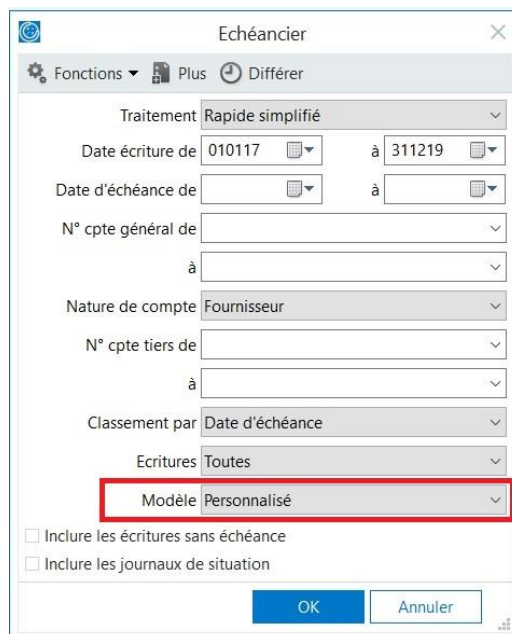 Echéancier
Fonctions Plus Différer
Traitement Rapide simplifié
Date écriture de 010117 à 311219
Date d'échéance de à
N° cpte général de
à
Nature de compte Fournisseur
N° cpte tiers de
à
Classement par Date d'échéance
Ecritures Toutes
Modèle Personnalisé
Inclure les écritures sans échéance
Inclure les journaux de situation
OK Annuler